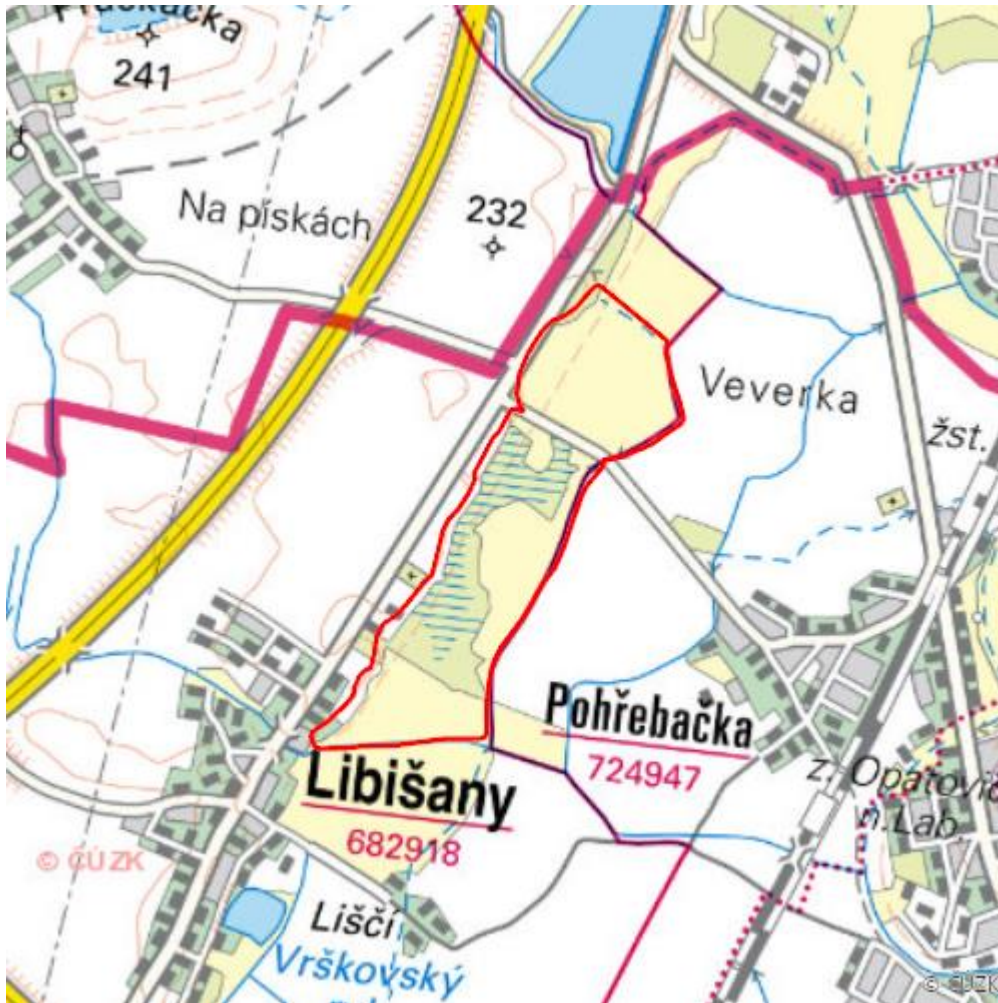 241
Na pískách
232
Veverka
žst.
Pohřebačka
724947
Libišany
682918
z. Opatovic
n.Lab.
© ČÚZK
Liščí
Vrškovský
© ČÚZK